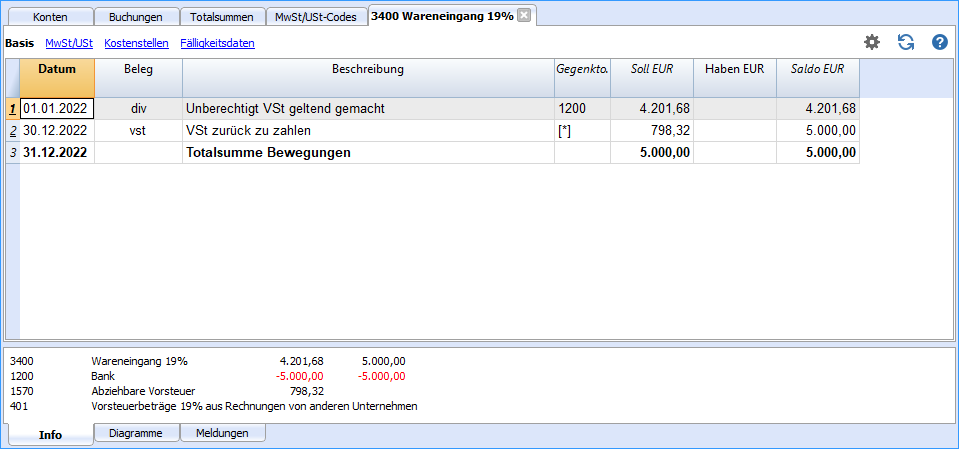 Konten Buchungen Totalsummen MwSt/USt-Codes 3400 Wareneingang 19%
Basis MwSt/USt Kostenstellen Fälligkeitsdaten
Datum Beleg Beschreibung Gegenkto. Soll EUR Haben EUR Saldo EUR
1 01.01.2022 div Unberechtigt VSt geltend gemacht 1200 4.201,68 4.201,68
2 30.12.2022 vst VSt zurück zu zahlen [*] 798,32 5.000,00
3 31.12.2022 Totalsumme Bewegungen 5.000,00 5.000,00
3400 Wareneingang 19% 4.201,68 5.000,00
1200 Bank -5.000,00 -5.000,00
1570 Abziehbare Vorsteuer 798,32
401 Vorsteuerbeträge 19% aus Rechnungen von anderen Unternehmen
Info Diagramme Meldungen